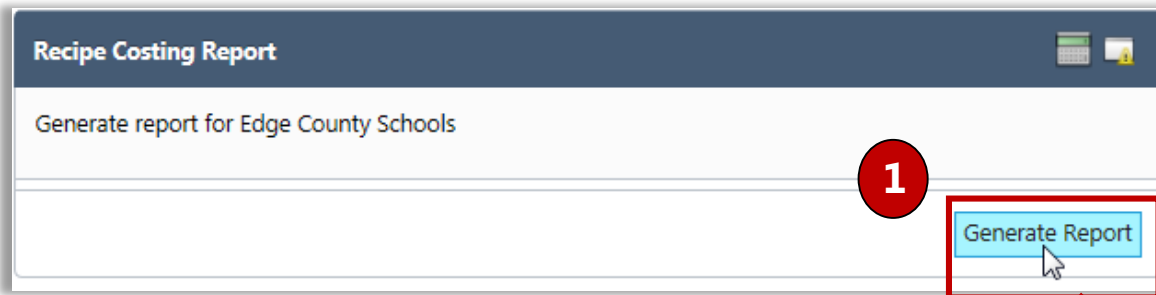 Recipe Costing Report
Generate report for Edge County Schools
1
Generate Report